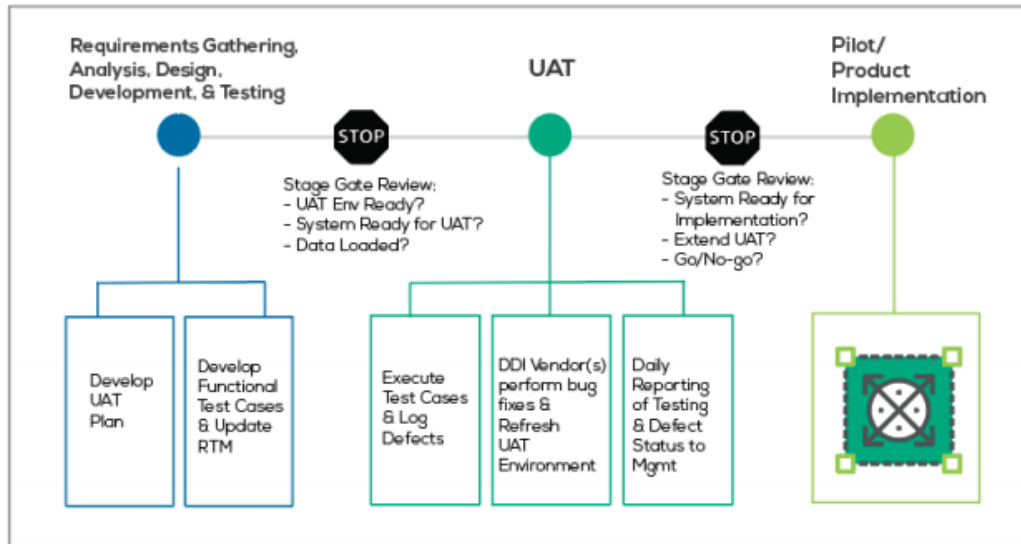 Requirements Gathering,
Analysis, Design,
Development, & Testing
UAT
Pilot/
Product
Implementation
STOP
STOP
Stage Gate Review:
- UAT Env Ready?
- System Ready for UAT?
- Data Loaded?
Stage Gate Review:
- System Ready for
Implementation?
- Extend UAT?
- Go/No-go?
Develop
UAT
Plan
Develop
Functional
Test Cases
& Update
RTM
Execute
Test Cases
& Log
Defects
DDI Vendor(s)
perform bug
fixes &
Refresh
UAT
Environment
Daily
Reporting
of Testing
& Defect
Status to
Mgmt